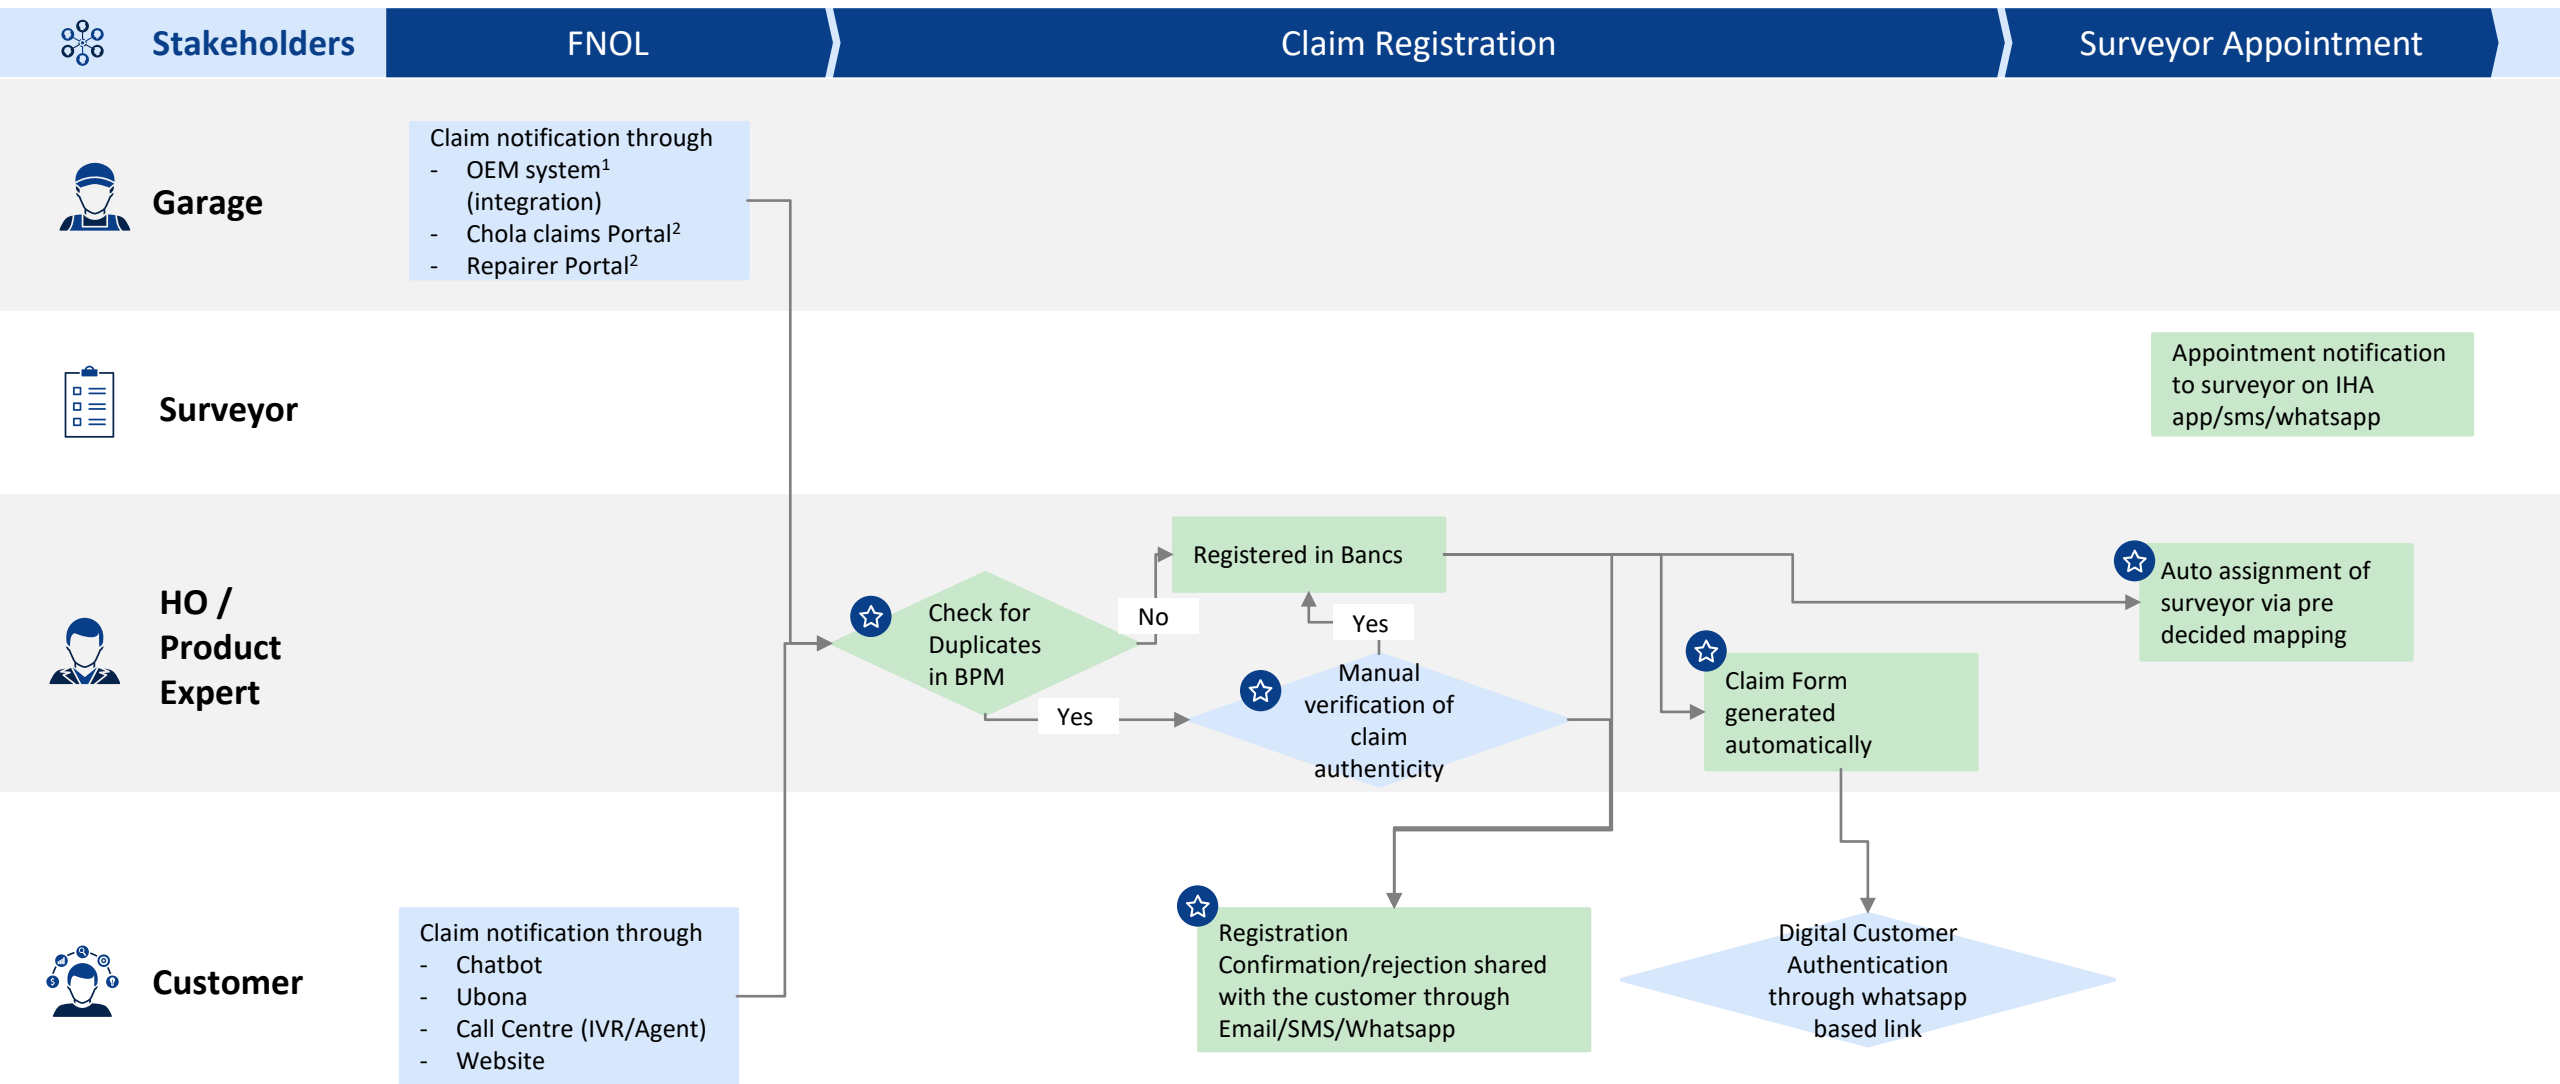 Stakeholders
FNOL
Claim Registration
Surveyor Appointment
Garage
Claim notification through
- OEM system¹
(integration)
- Chola claims Portal²
- Repairer Portal²
Surveyor
Appointment notification
to surveyor on IHA
app/sms/whatsapp
HO /
Product
Expert
Check for
Duplicates
in BPM
No
Yes
Registered in Bancs
Yes
Manual
verification of
claim
authenticity
Claim Form
generated
automatically
Auto assignment of
surveyor via pre
decided mapping
Customer
Claim notification through
- Chatbot
- Ubona
- Call Centre (IVR/Agent)
- Website
Registration
Confirmation/rejection shared
with the customer through
Email/SMS/Whatsapp
Digital Customer
Authentication
through whatsapp
based link